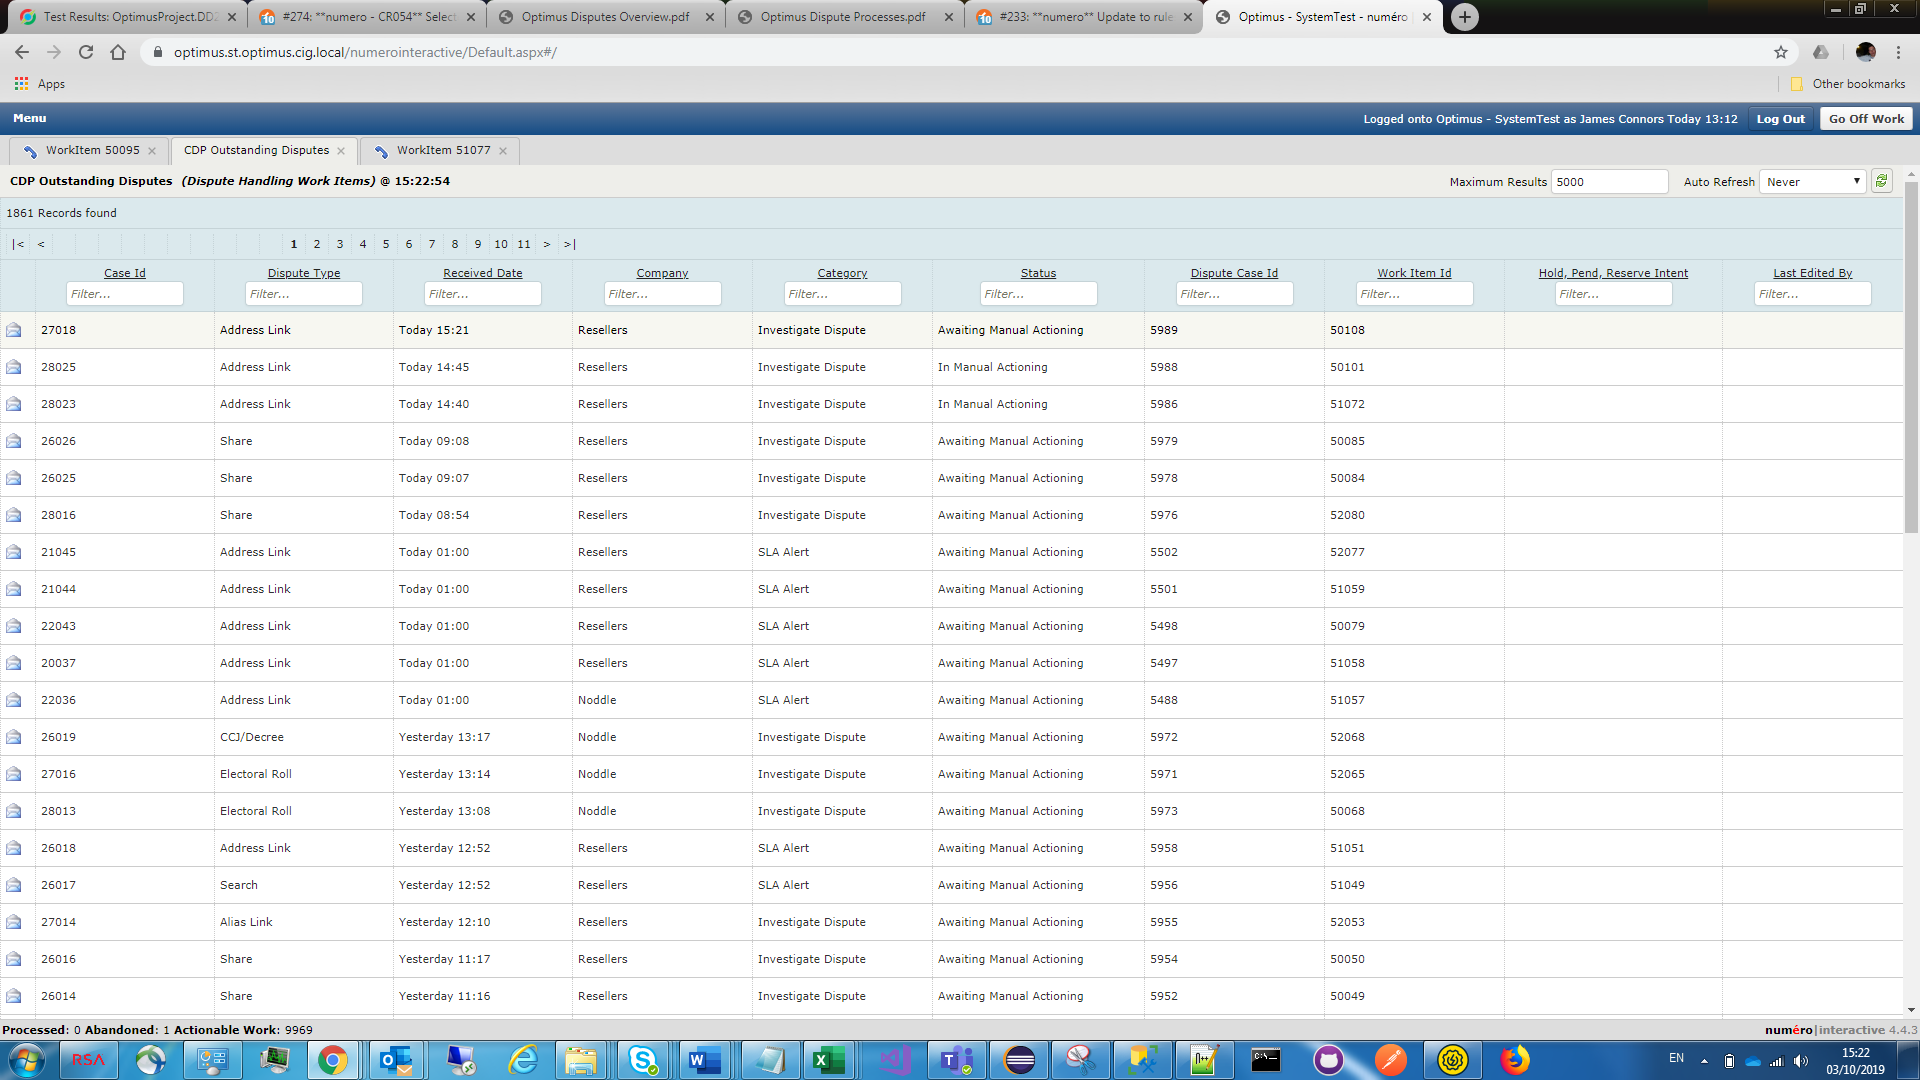 Test Results: OptimusProject.DD2
#274: **numero - CR054** Select
Optimus Disputes Overview.pdf
Optimus Dispute Processes.pdf
#233: **numero** Update to rule
Optimus - SystemTest - numéro
optimus.st.optimus.cig.local/numerointeractive/Default.aspx#/
Apps
Other bookmarks
Menu
Logged onto Optimus - SystemTest as James Connors Today 13:12
Log Out
Go Off Work
WorkItem 50095
CDP Outstanding Disputes
WorkItem 51077
CDP Outstanding Disputes (Dispute Handling Work Items) @ 15:22:54
Maximum Results 5000 Auto Refresh Never
1861 Records found
|< < 1 2 3 4 5 6 7 8 9 10 11 > >|
Case Id Dispute Type Received Date Company Category Status Dispute Case Id Work Item Id Hold, Pend, Reserve Intent Last Edited By
Filter... Filter... Filter... Filter... Filter... Filter... Filter... Filter... Filter... Filter...
27018 Address Link Today 15:21 Resellers Investigate Dispute Awaiting Manual Actioning 5989 50108
28025 Address Link Today 14:45 Resellers Investigate Dispute In Manual Actioning 5988 50101
28023 Address Link Today 14:40 Resellers Investigate Dispute In Manual Actioning 5986 51072
26026 Share Today 09:08 Resellers Investigate Dispute Awaiting Manual Actioning 5979 50085
26025 Share Today 09:07 Resellers Investigate Dispute Awaiting Manual Actioning 5978 50084
28016 Share Today 08:54 Resellers Investigate Dispute Awaiting Manual Actioning 5976 52080
21045 Address Link Today 01:00 Resellers SLA Alert Awaiting Manual Actioning 5502 52077
21044 Address Link Today 01:00 Resellers SLA Alert Awaiting Manual Actioning 5501 51059
22043 Address Link Today 01:00 Resellers SLA Alert Awaiting Manual Actioning 5498 50079
20037 Address Link Today 01:00 Resellers SLA Alert Awaiting Manual Actioning 5497 51058
22036 Address Link Today 01:00 Noddle SLA Alert Awaiting Manual Actioning 5488 51057
26019 CCJ/Decree Yesterday 13:17 Noddle Investigate Dispute Awaiting Manual Actioning 5972 52068
27016 Electoral Roll Yesterday 13:14 Noddle Investigate Dispute Awaiting Manual Actioning 5971 52065
28013 Electoral Roll Yesterday 13:08 Noddle Investigate Dispute Awaiting Manual Actioning 5973 50068
26018 Address Link Yesterday 12:52 Resellers SLA Alert Awaiting Manual Actioning 5958 51051
26017 Search Yesterday 12:52 Resellers SLA Alert Awaiting Manual Actioning 5956 51049
27014 Alias Link Yesterday 12:10 Resellers Investigate Dispute Awaiting Manual Actioning 5955 52053
26016 Share Yesterday 11:17 Resellers Investigate Dispute Awaiting Manual Actioning 5954 50050
26014 Share Yesterday 11:16 Resellers Investigate Dispute Awaiting Manual Actioning 5952 50049
Processed: 0 Abandoned: 1 Actionable Work: 9969
numéro|interactive 4.4.3
RSA
EN
15:22
03/10/2019